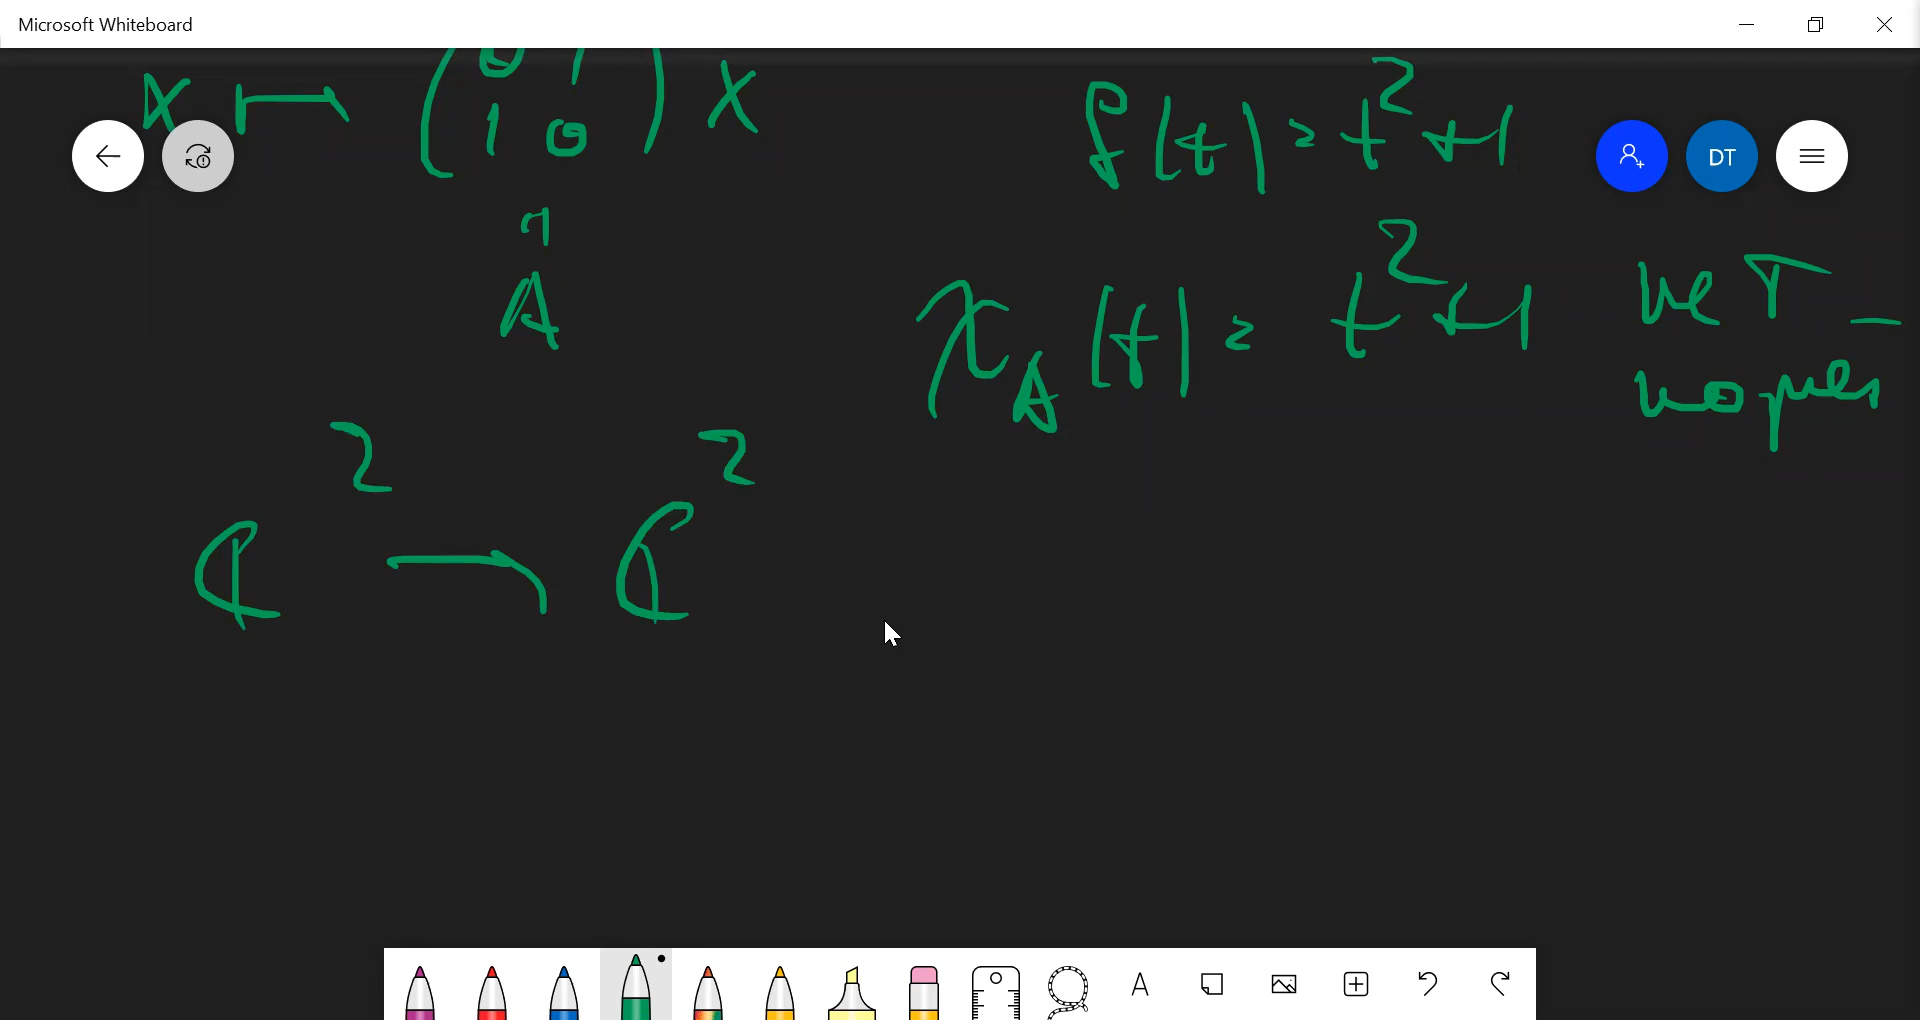 Microsoft Whiteboard
x ↦ ( 0 1
1 0 ) x
f(t) = t² + 1
DT
"
A
χ_A(t) = t² + 1
нет
корней
ℂ² → ℂ²
A